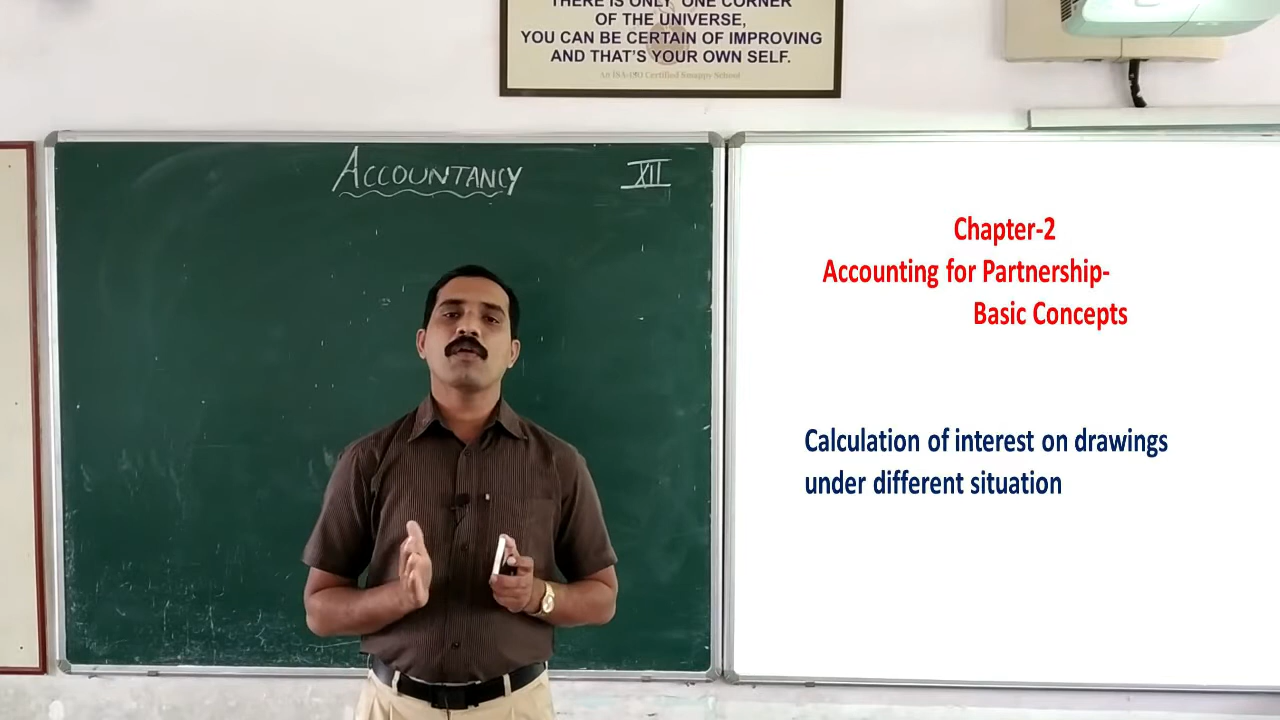 THERE IS ONLY ONE CORNER
OF THE UNIVERSE,
YOU CAN BE CERTAIN OF IMPROVING
AND THAT'S YOUR OWN SELF.
ACCOUNTANCY
XII
Chapter-2
Accounting for Partnership-
Basic Concepts
Calculation of interest on drawings
under different situation